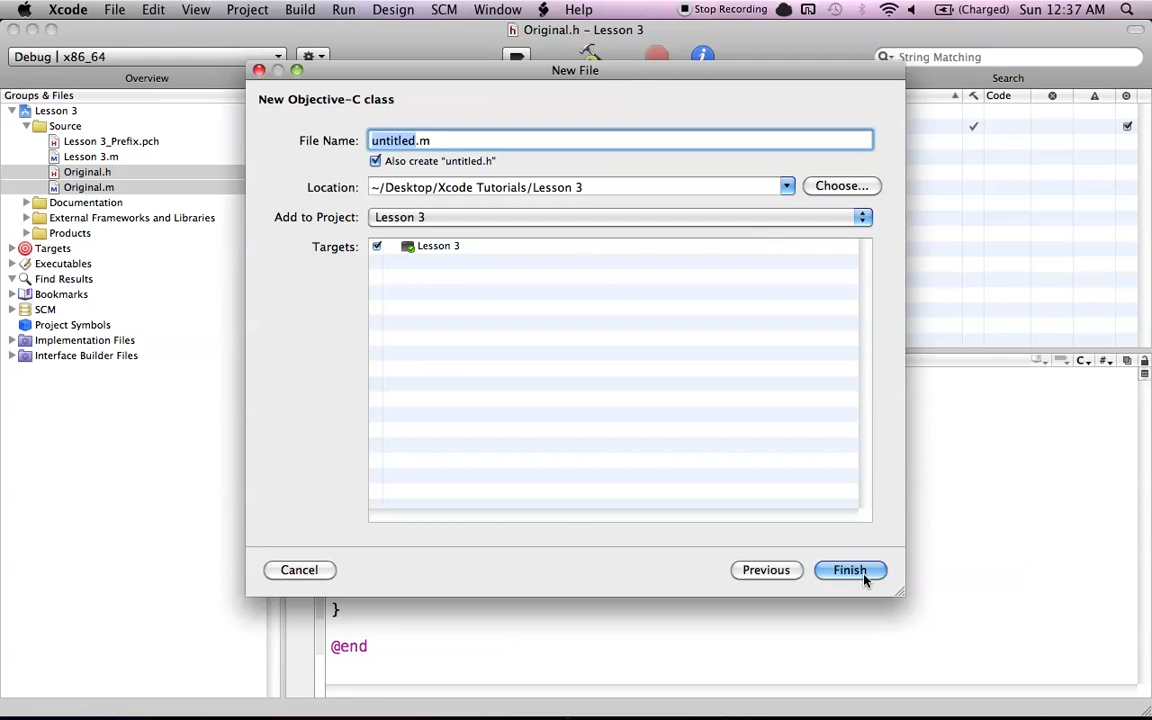 Xcode File Edit View Project Build Run Design SCM Window Help Stop Recording (Charged) Sun 12:37 AM
Original.h – Lesson 3
Debug | x86_64
String Matching
Overview
Search
Groups & Files
Code
Lesson 3
Source
Lesson 3_Prefix.pch
Lesson 3.m
Original.h
Original.m
Documentation
External Frameworks and Libraries
Products
Targets
Executables
Find Results
Bookmarks
SCM
Project Symbols
Implementation Files
Interface Builder Files
New File
New Objective-C class
File Name: untitled.m
Also create "untitled.h"
Location: ~/Desktop/Xcode Tutorials/Lesson 3
Choose...
Add to Project: Lesson 3
Targets: Lesson 3
Cancel Previous Finish
C, #,
}
@end